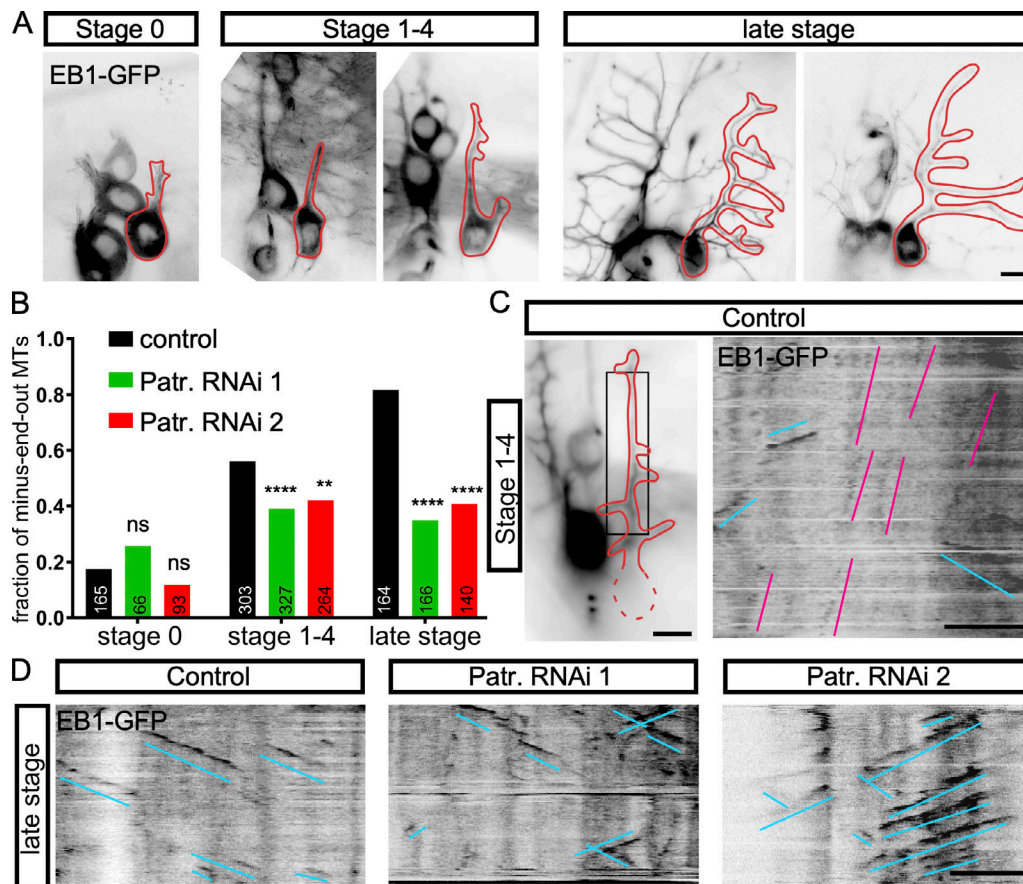 A
Stage 0
Stage 1-4
late stage
EB1-GFP
B
fraction of minus-end-out MTs
1.0
0.8
0.6
0.4
0.2
0.0
control
Patr. RNAi 1
Patr. RNAi 2
ns
ns
****
**
****
****
165
66
93
303
327
264
164
166
140
stage 0
stage 1-4
late stage
C
Control
Stage 1-4
EB1-GFP
D
Control
Patr. RNAi 1
Patr. RNAi 2
late stage
EB1-GFP